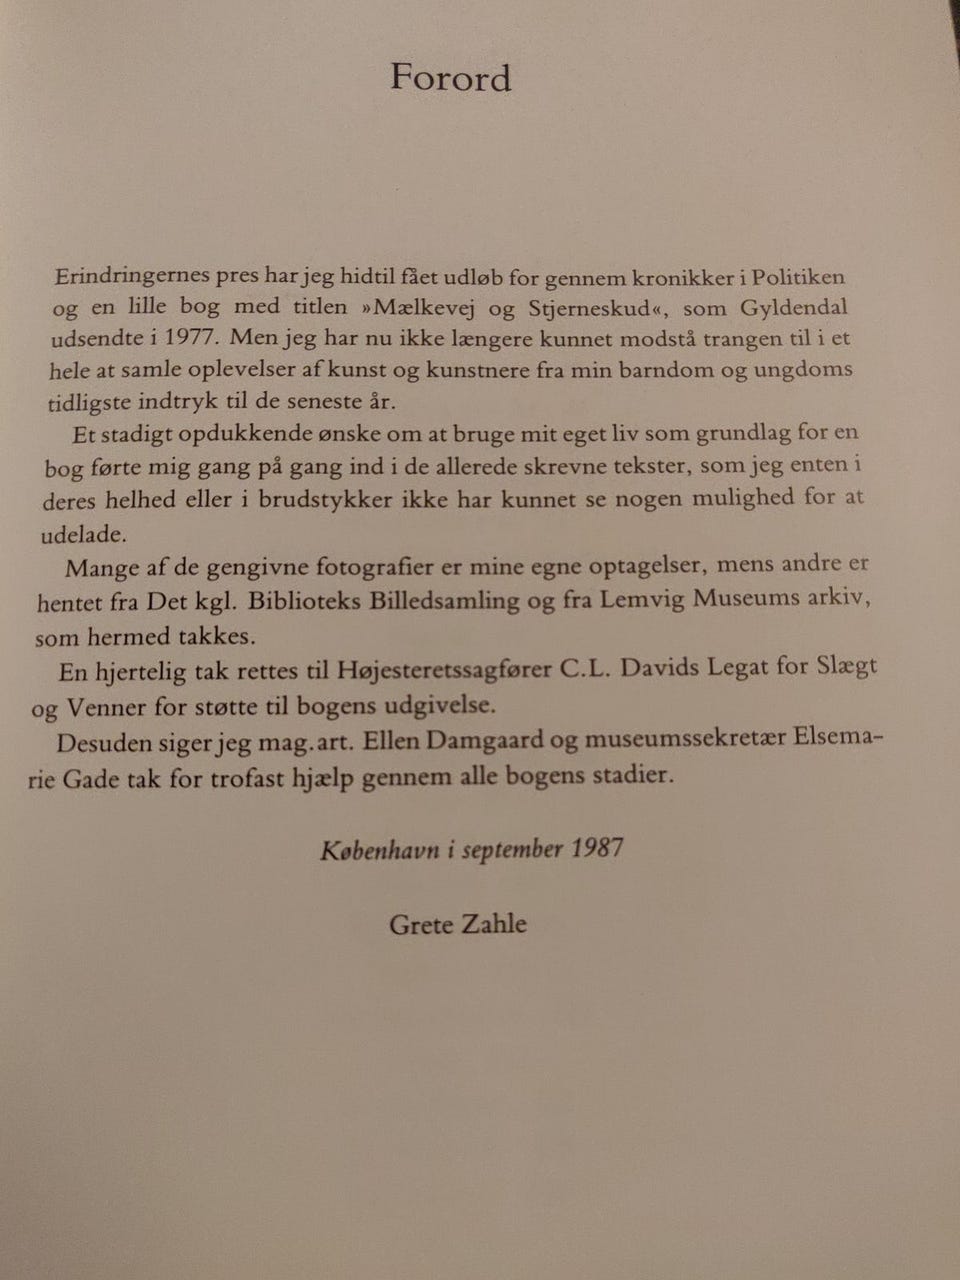 Forord
Erindringernes pres har jeg hidtil fået udløb for gennem kronikker i Politiken
og en lille bog med titlen »Mælkevej og Stjerneskud«, som Gyldendal
udsendte i 1977. Men jeg har nu ikke længere kunnet modstå trangen til i et
hele at samle oplevelser af kunst og kunstnere fra min barndom og ungdoms
tidligste indtryk til de seneste år.
Et stadigt opdukkende ønske om at bruge mit eget liv som grundlag for en
bog førte mig gang på gang ind i de allerede skrevne tekster, som jeg enten i
deres helhed eller i brudstykker ikke har kunnet se nogen mulighed for at
udelade.
Mange af de gengivne fotografier er mine egne optagelser, mens andre er
hentet fra Det kgl. Biblioteks Billedsamling og fra Lemvig Museums arkiv,
som hermed takkes.
En hjertelig tak rettes til Højesteretssagfører C.L. Davids Legat for Slægt
og Venner for støtte til bogens udgivelse.
Desuden siger jeg mag.art. Ellen Damgaard og museumssekretær Elsema-
rie Gade tak for trofast hjælp gennem alle bogens stadier.
København i september 1987
Grete Zahle